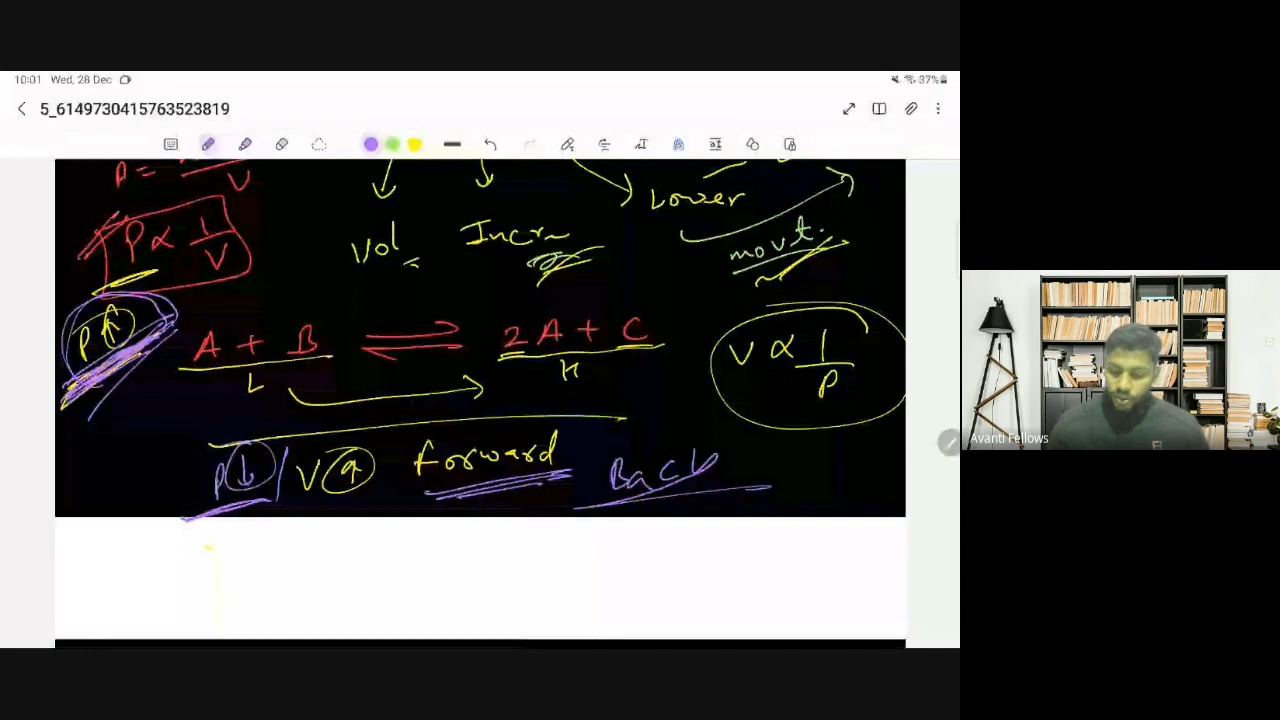 10:01 Wed, 28 Dec 37%
5_6149730415763523819
P =
V
P ∝ 1/V
Vol Incr
Lower
movt.
P↑
A + B ⇌ 2A + C
L H
V ∝ 1/P
P↓ / V↑ forward Back
Avanti Fellows